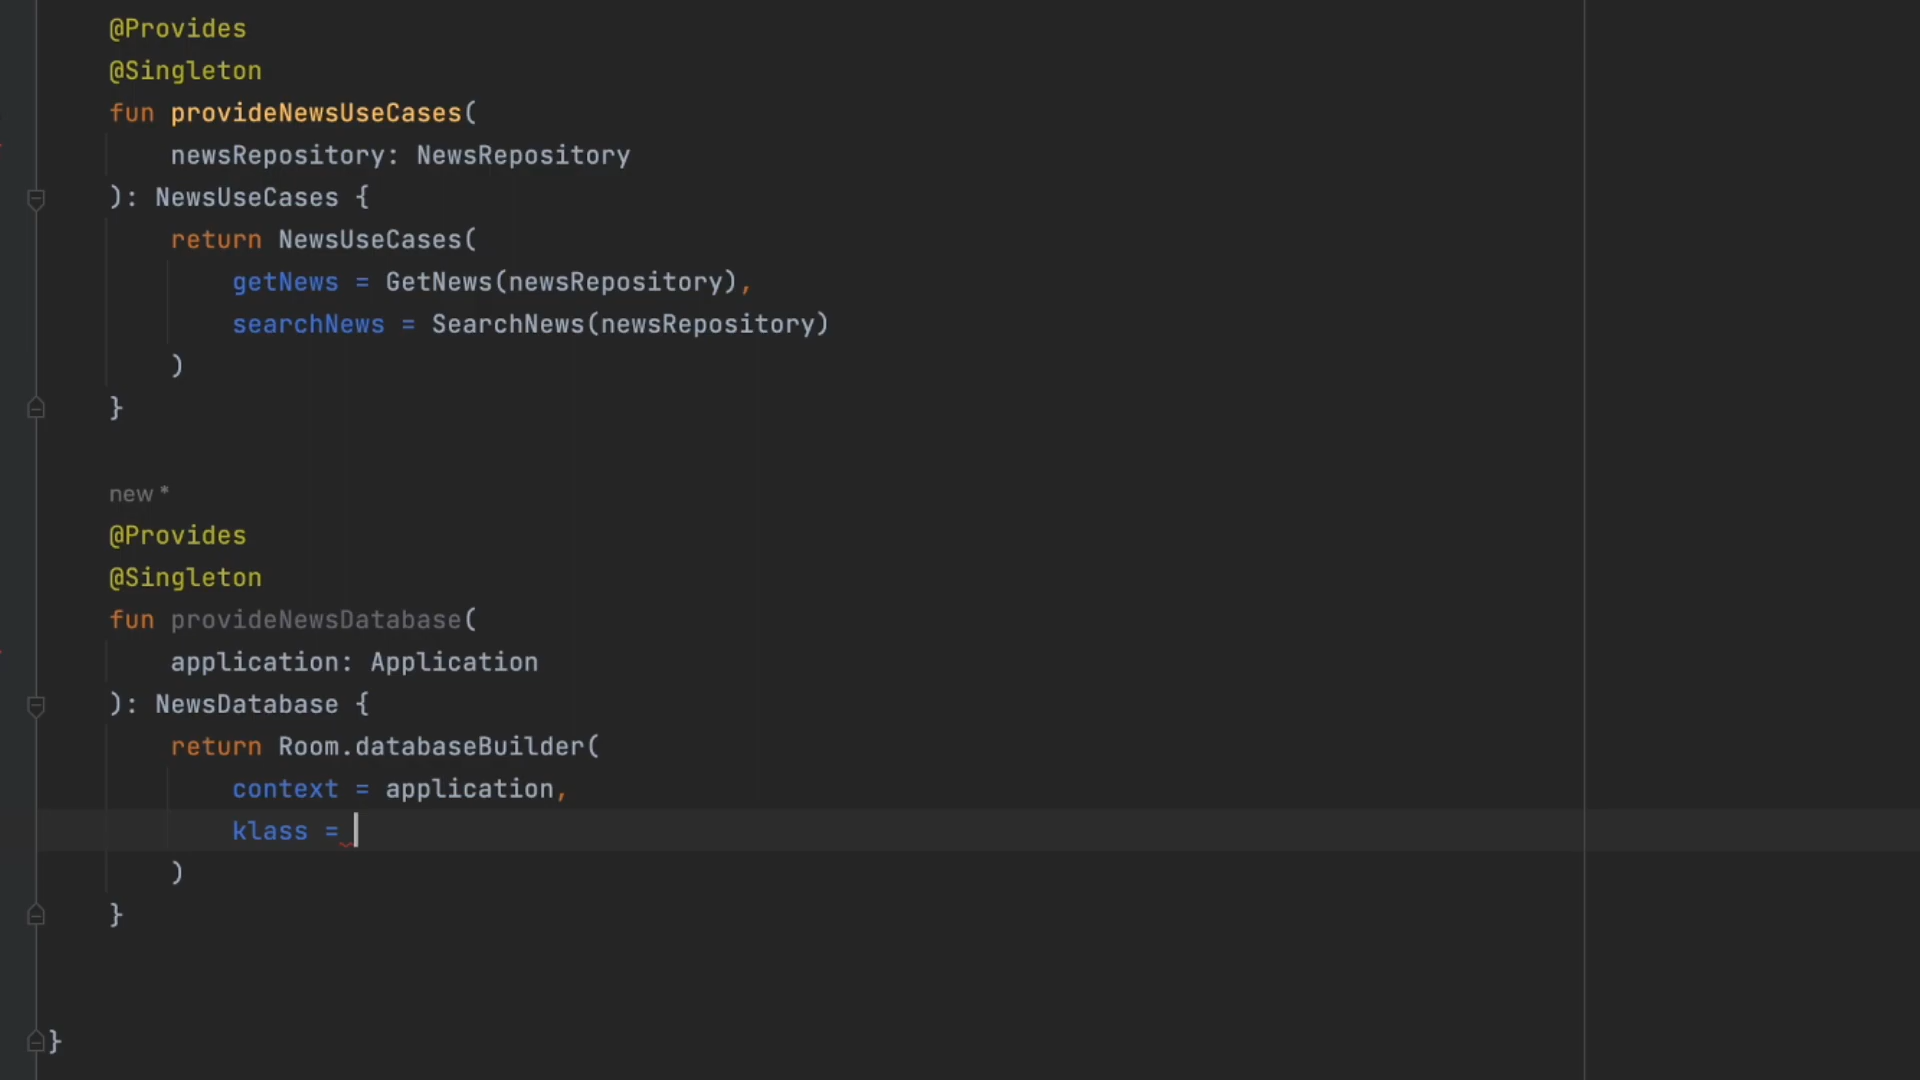 @Provides
@Singleton
fun provideNewsUseCases(
    newsRepository: NewsRepository
): NewsUseCases {
    return NewsUseCases(
        getNews = GetNews(newsRepository),
        searchNews = SearchNews(newsRepository)
    )
}
new *
@Provides
@Singleton
fun provideNewsDatabase(
    application: Application
): NewsDatabase {
    return Room.databaseBuilder(
        context = application,
        klass =
    )
}
}